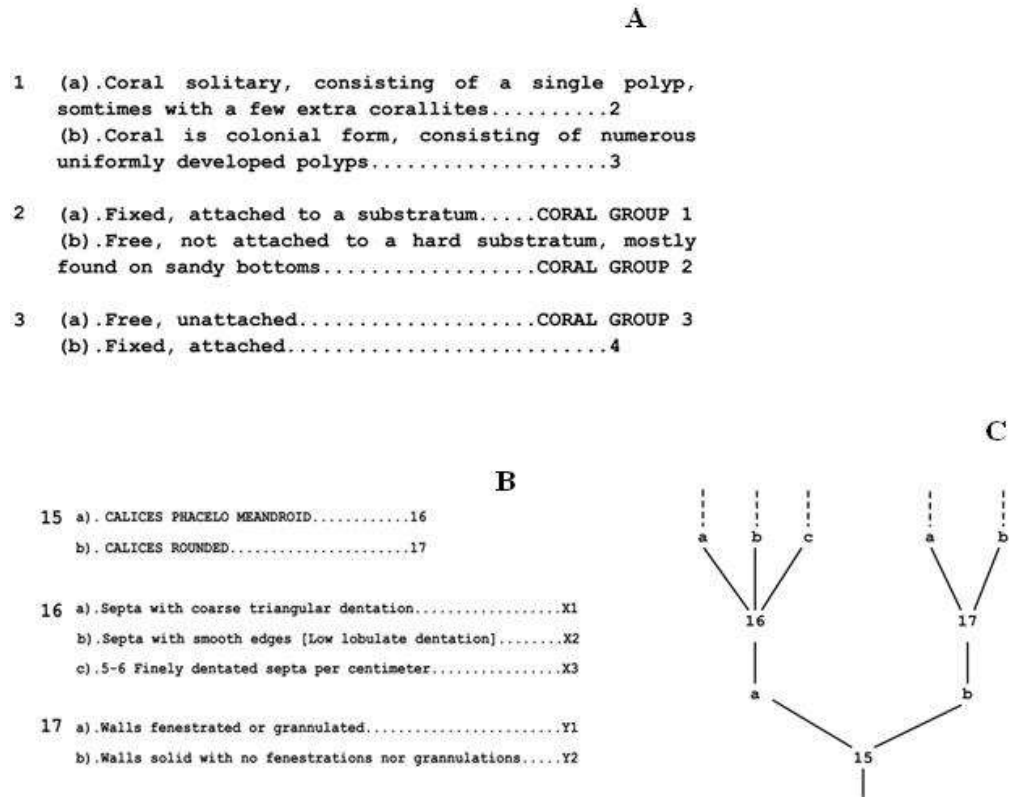 A
1 (a).Coral solitary, consisting of a single polyp,
somtimes with a few extra corallites..........2
(b).Coral is colonial form, consisting of numerous
uniformly developed polyps....................3
2 (a).Fixed, attached to a substratum.....CORAL GROUP 1
(b).Free, not attached to a hard substratum, mostly
found on sandy bottoms..................CORAL GROUP 2
3 (a).Free, unattached....................CORAL GROUP 3
(b).Fixed, attached...........................4
B
15 a). CALICES PHACELO MEANDROID............16
b). CALICES ROUNDED.......................17
16 a).Septa with coarse triangular dentation.................X1
b).Septa with smooth edges [Low lobulate dentation]........X2
c).5-6 Finely dentated septa per centimeter...............X3
17 a).Walls fenestrated or grannulated.......................Y1
b).Walls solid with no fenestrations nor grannulations.....Y2
C
a b c a b
16 17
a b
15